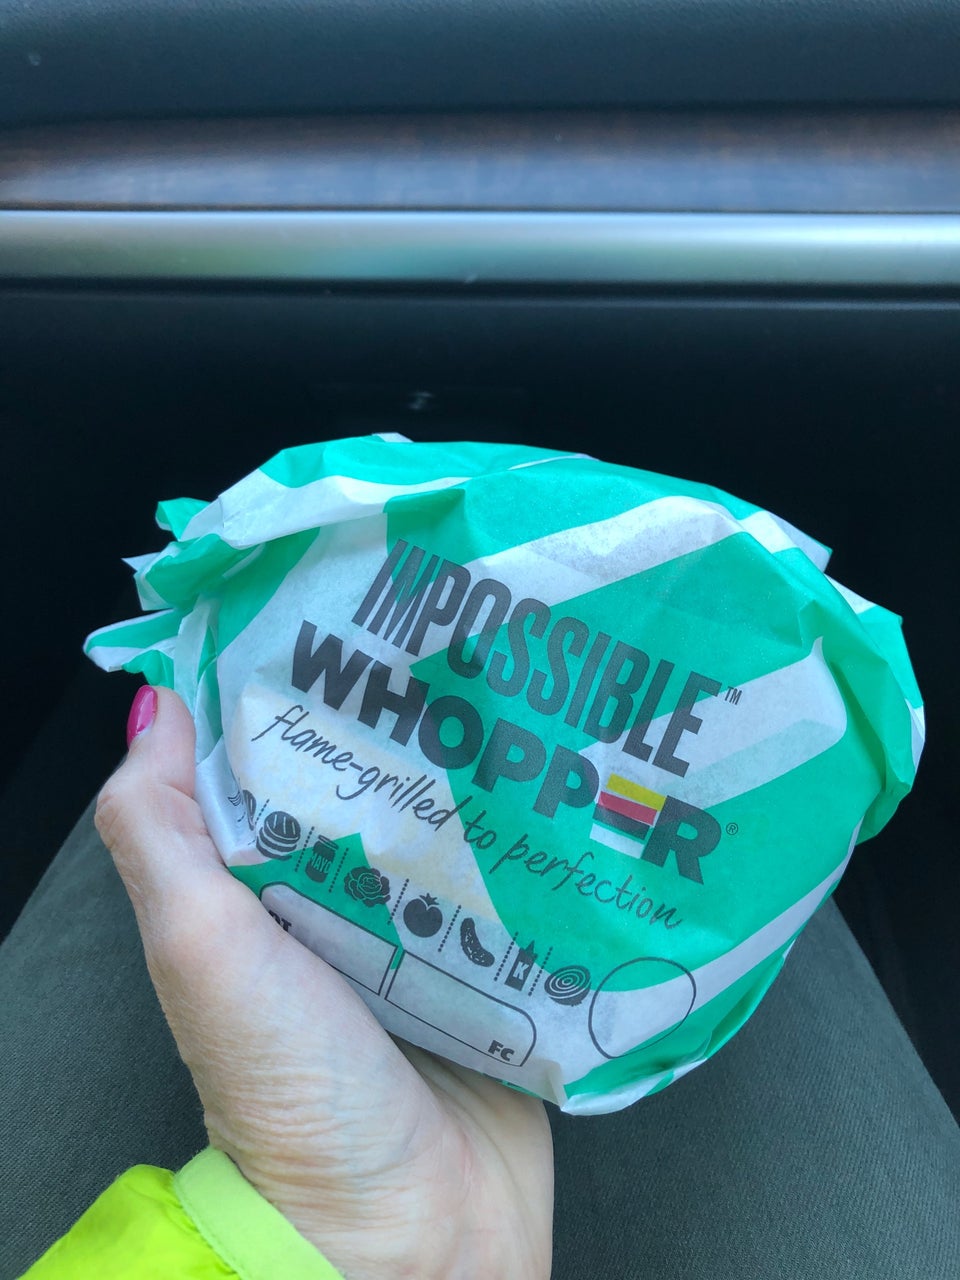 IMPOSSIBLE™
WHOPPER®
flame-grilled to perfection
MAYO
K
FC